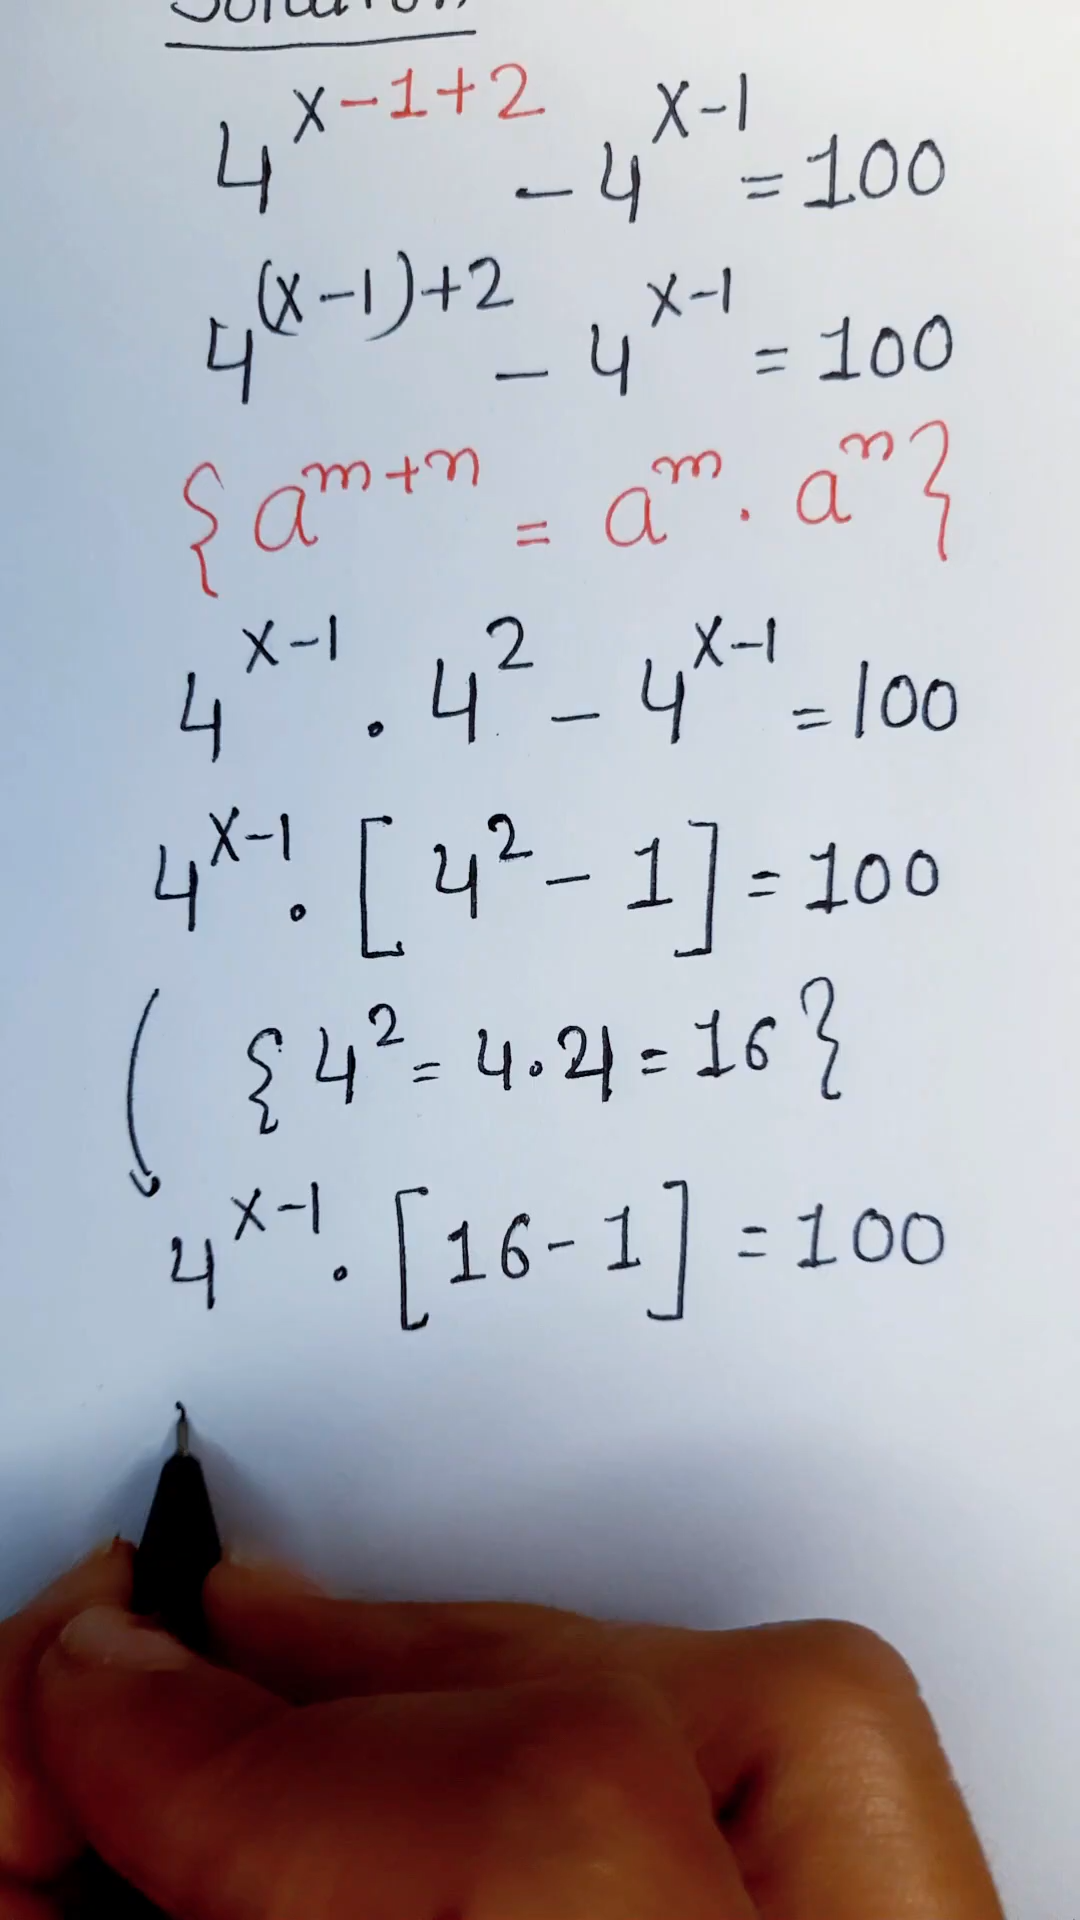 Solution
4^{x-1+2} - 4^{x-1} = 100
4^{(x-1)+2} - 4^{x-1} = 100
{a^{m+n} = a^m . a^n}
4^{x-1} . 4^2 - 4^{x-1} = 100
4^{x-1} . [4^2 - 1] = 100
{4^2 = 4.4 = 16}
4^{x-1} . [16-1] = 100